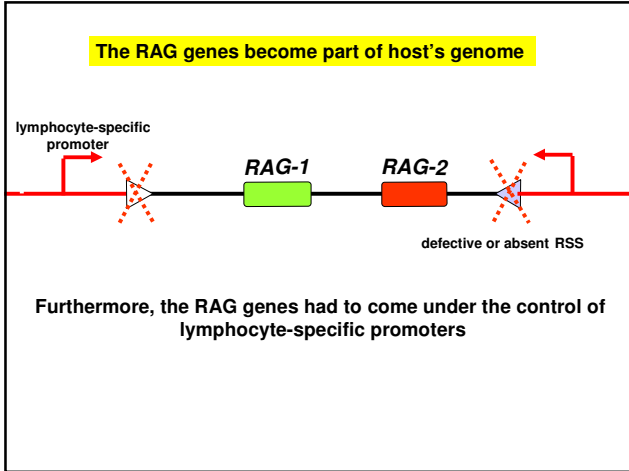 The RAG genes become part of host's genome
lymphocyte-specific
promoter
RAG-1
RAG-2
defective or absent RSS
Furthermore, the RAG genes had to come under the control of
lymphocyte-specific promoters